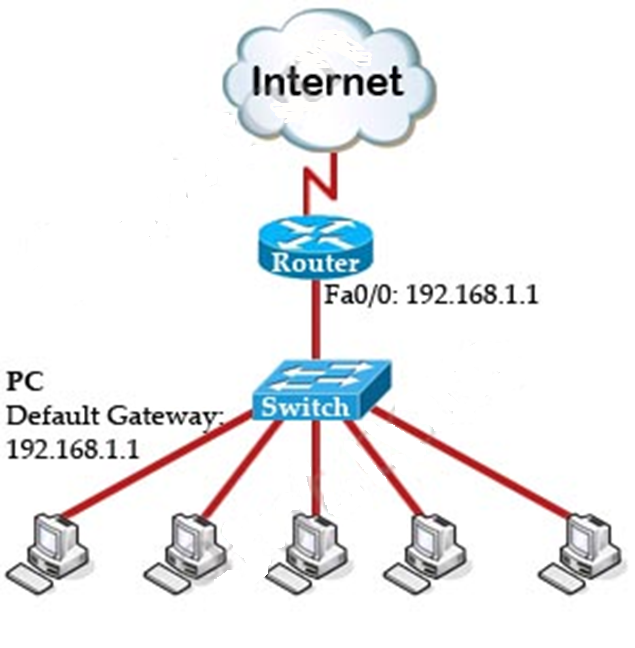 Internet
Router
Fa0/0: 192.168.1.1
PC
Default Gateway:
192.168.1.1
Switch